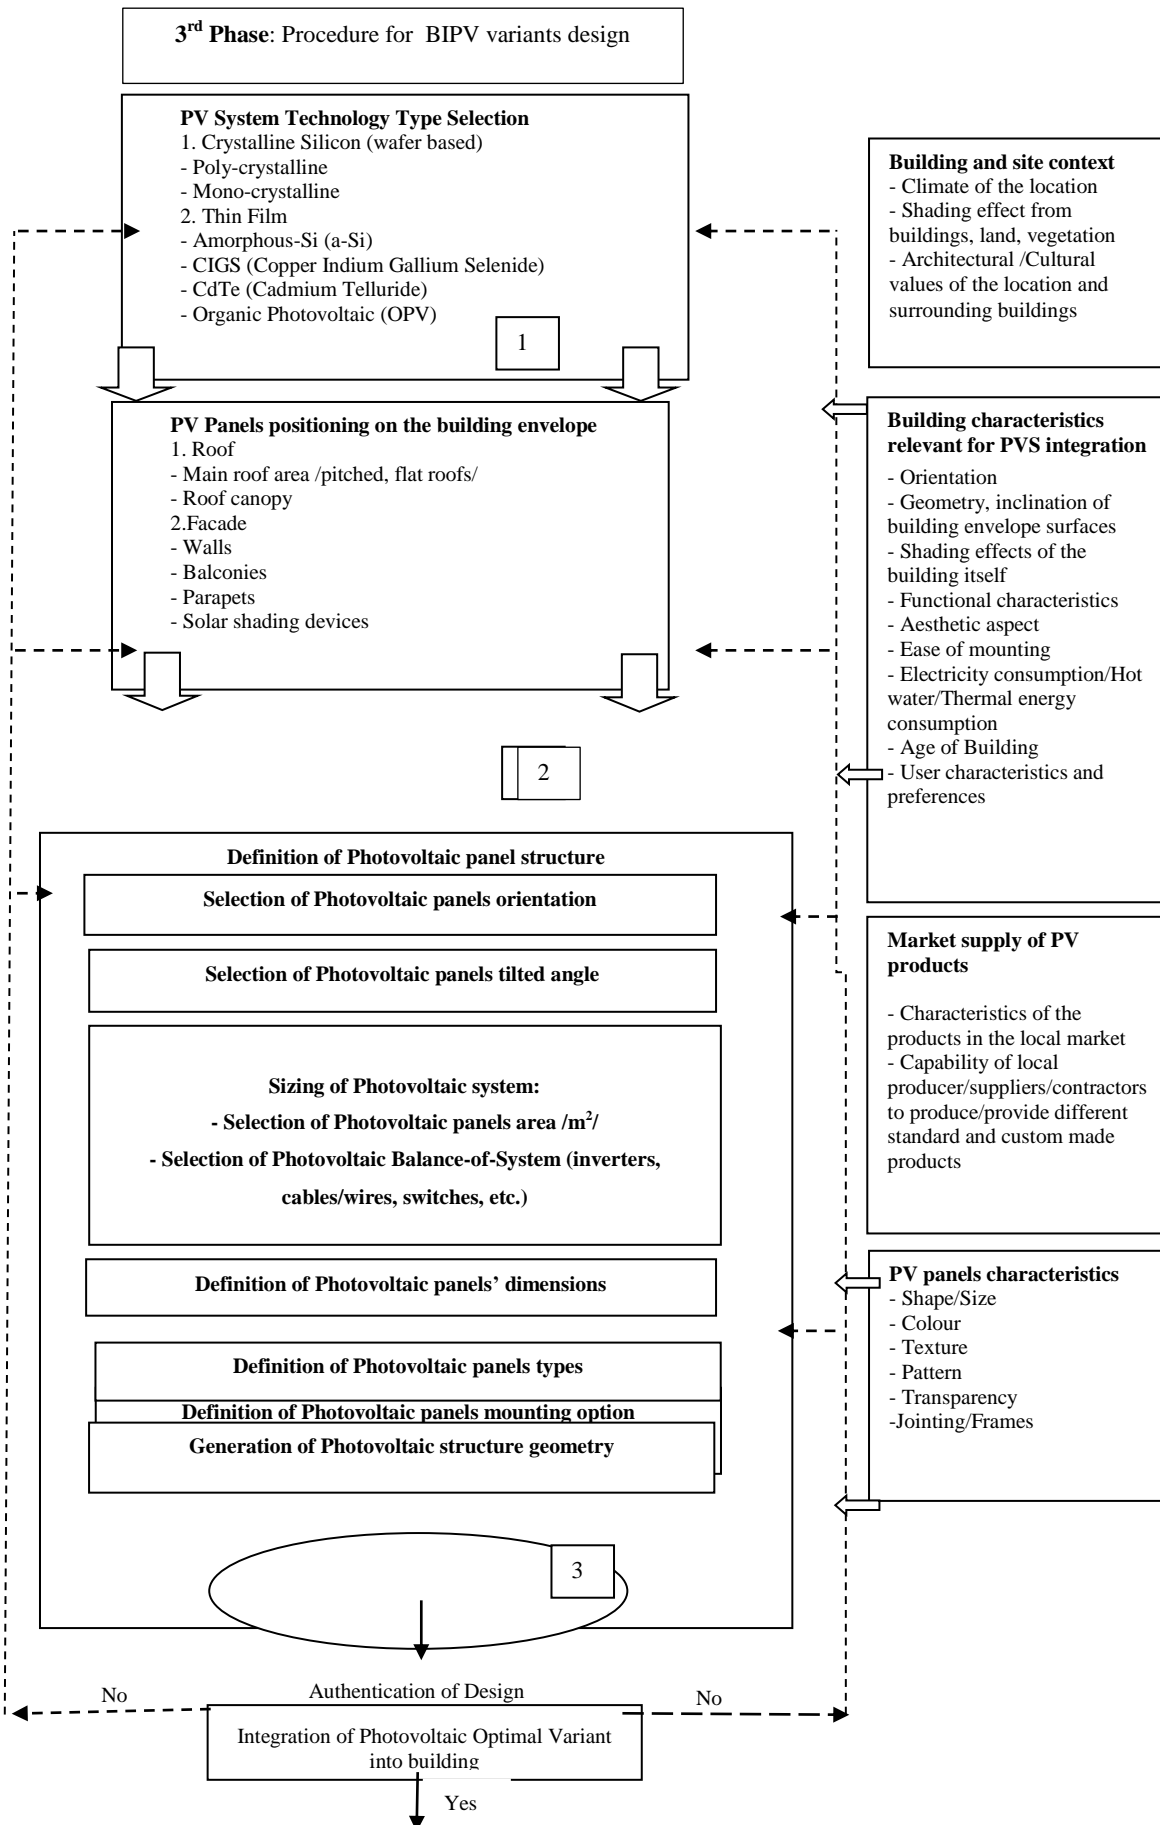 3rd Phase: Procedure for BIPV variants design
PV System Technology Type Selection
1. Crystalline Silicon (wafer based)
- Poly-crystalline
- Mono-crystalline
2. Thin Film
- Amorphous-Si (a-Si)
- CIGS (Copper Indium Gallium Selenide)
- CdTe (Cadmium Telluride)
- Organic Photovoltaic (OPV)
1
PV Panels positioning on the building envelope
1. Roof
- Main roof area /pitched, flat roofs/
- Roof canopy
2.Facade
- Walls
- Balconies
- Parapets
- Solar shading devices
2
Definition of Photovoltaic panel structure
Selection of Photovoltaic panels orientation
Selection of Photovoltaic panels tilted angle
Sizing of Photovoltaic system:
- Selection of Photovoltaic panels area /m²/
- Selection of Photovoltaic Balance-of-System (inverters,
cables/wires, switches, etc.)
Definition of Photovoltaic panels’ dimensions
Definition of Photovoltaic panels types
Definition of Photovoltaic panels mounting option
Generation of Photovoltaic structure geometry
3
No
Authentication of Design
No
Integration of Photovoltaic Optimal Variant
into building
Yes
Building and site context
- Climate of the location
- Shading effect from
buildings, land, vegetation
- Architectural /Cultural
values of the location and
surrounding buildings
Building characteristics
relevant for PVS integration
- Orientation
- Geometry, inclination of
building envelope surfaces
- Shading effects of the
building itself
- Functional characteristics
- Aesthetic aspect
- Ease of mounting
- Electricity consumption/Hot
water/Thermal energy
consumption
- Age of Building
- User characteristics and
preferences
Market supply of PV
products
- Characteristics of the
products in the local market
- Capability of local
producer/suppliers/contractors
to produce/provide different
standard and custom made
products
PV panels characteristics
- Shape/Size
- Colour
- Texture
- Pattern
- Transparency
-Jointing/Frames